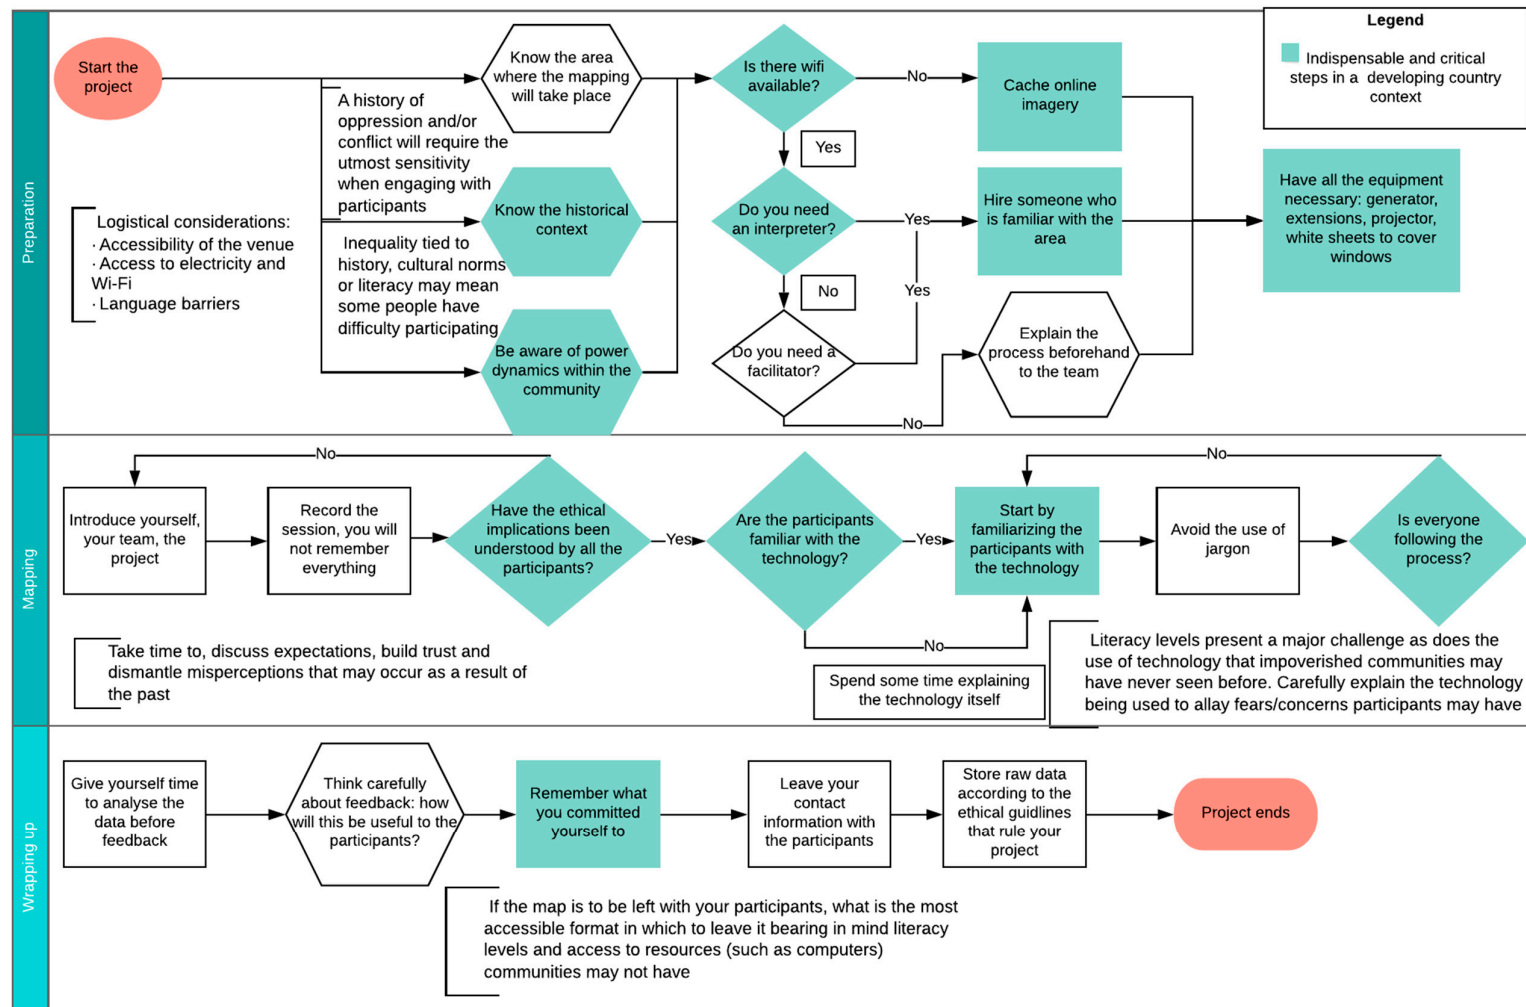 Legend
Indispensable and critical
steps in a  developing country
context
Preparation
Start the
project
Logistical considerations:
· Accessibility of the venue
· Access to electricity and
Wi-Fi
· Language barriers
A history of
oppression and/or
conflict will require the
utmost sensitivity
when engaging with
participants
Inequality tied to
history, cultural norms
or literacy may mean
some people have
difficulty participating
Know the area
where the mapping
will take place
Know the historical
context
Be aware of power
dynamics within the
community
Is there wifi
available?
No
Yes
Do you need
an interpreter?
Yes
No
Do you need a
facilitator?
Yes
No
Cache online
imagery
Hire someone who
is familiar with the
area
Explain the
process beforehand
to the team
Have all the equipment
necessary: generator,
extensions, projector,
white sheets to cover
windows
Mapping
No
Introduce yourself,
your team, the
project
Record the
session, you will
not remember
everything
Have the ethical
implications been
understood by all the
participants?
Yes
Are the participants
familiar with the
technology?
Yes
No
Start by
familiarizing the
participants with
the technology
Avoid the use of
jargon
Is everyone
following the
process?
No
Take time to, discuss expectations, build trust and
dismantle misperceptions that may occur as a result of
the past
Spend some time explaining
the technology itself
Literacy levels present a major challenge as does the
use of technology that impoverished communities may
have never seen before. Carefully explain the technology
being used to allay fears/concerns participants may have
Wrapping up
Give yourself time
to analyse the
data before
feedback
Think carefully
about feedback: how
will this be useful to the
participants?
Remember what
you committed
yourself to
Leave your
contact
information with
the participants
Store raw data
according to the
ethical guidlines
that rule your
project
Project ends
If the map is to be left with your participants, what is the most
accessible format in which to leave it bearing in mind literacy
levels and access to resources (such as computers)
communities may not have